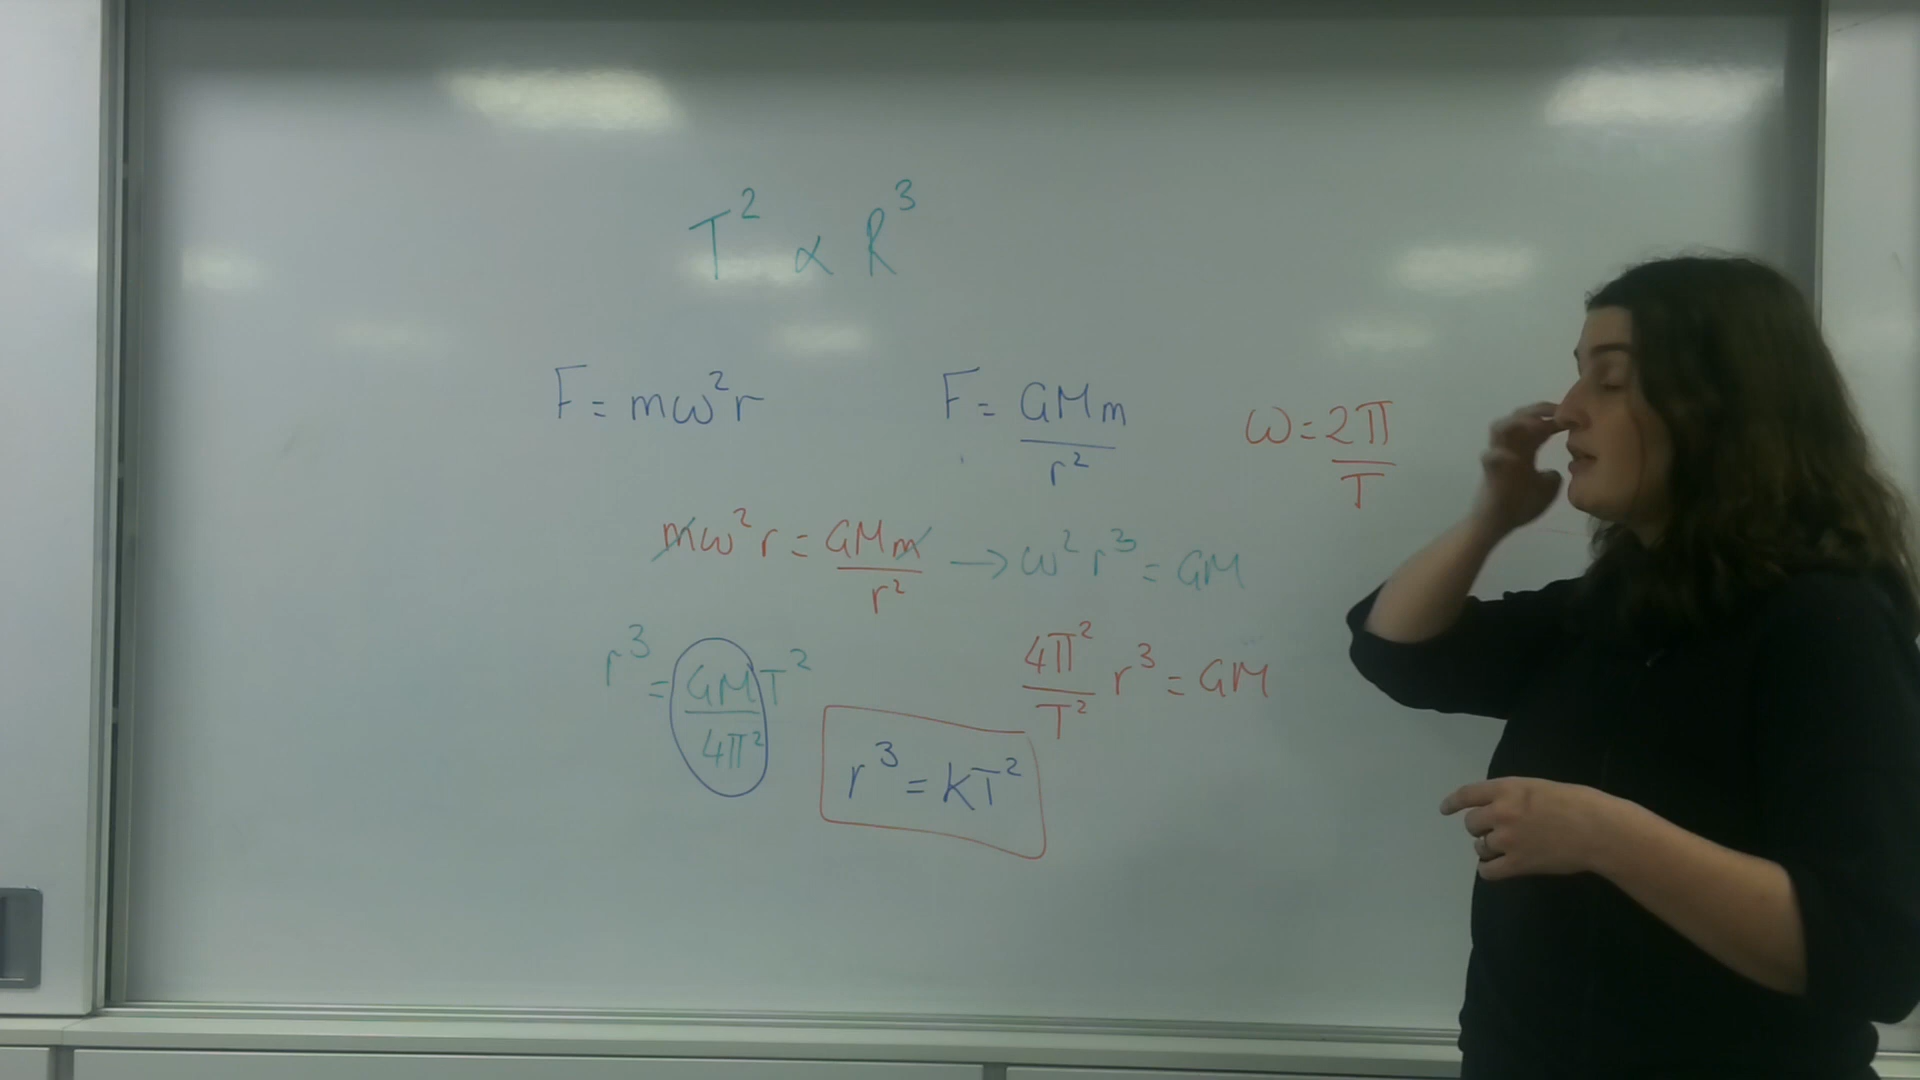 T² ∝ R³
F = mω²r
F = GMm/r²
ω = 2π/T
mω²r = GMm/r² → ω²r³ = GM
4π²/T² r³ = GM
r³ = GM/4π² T²
r³ = kT²